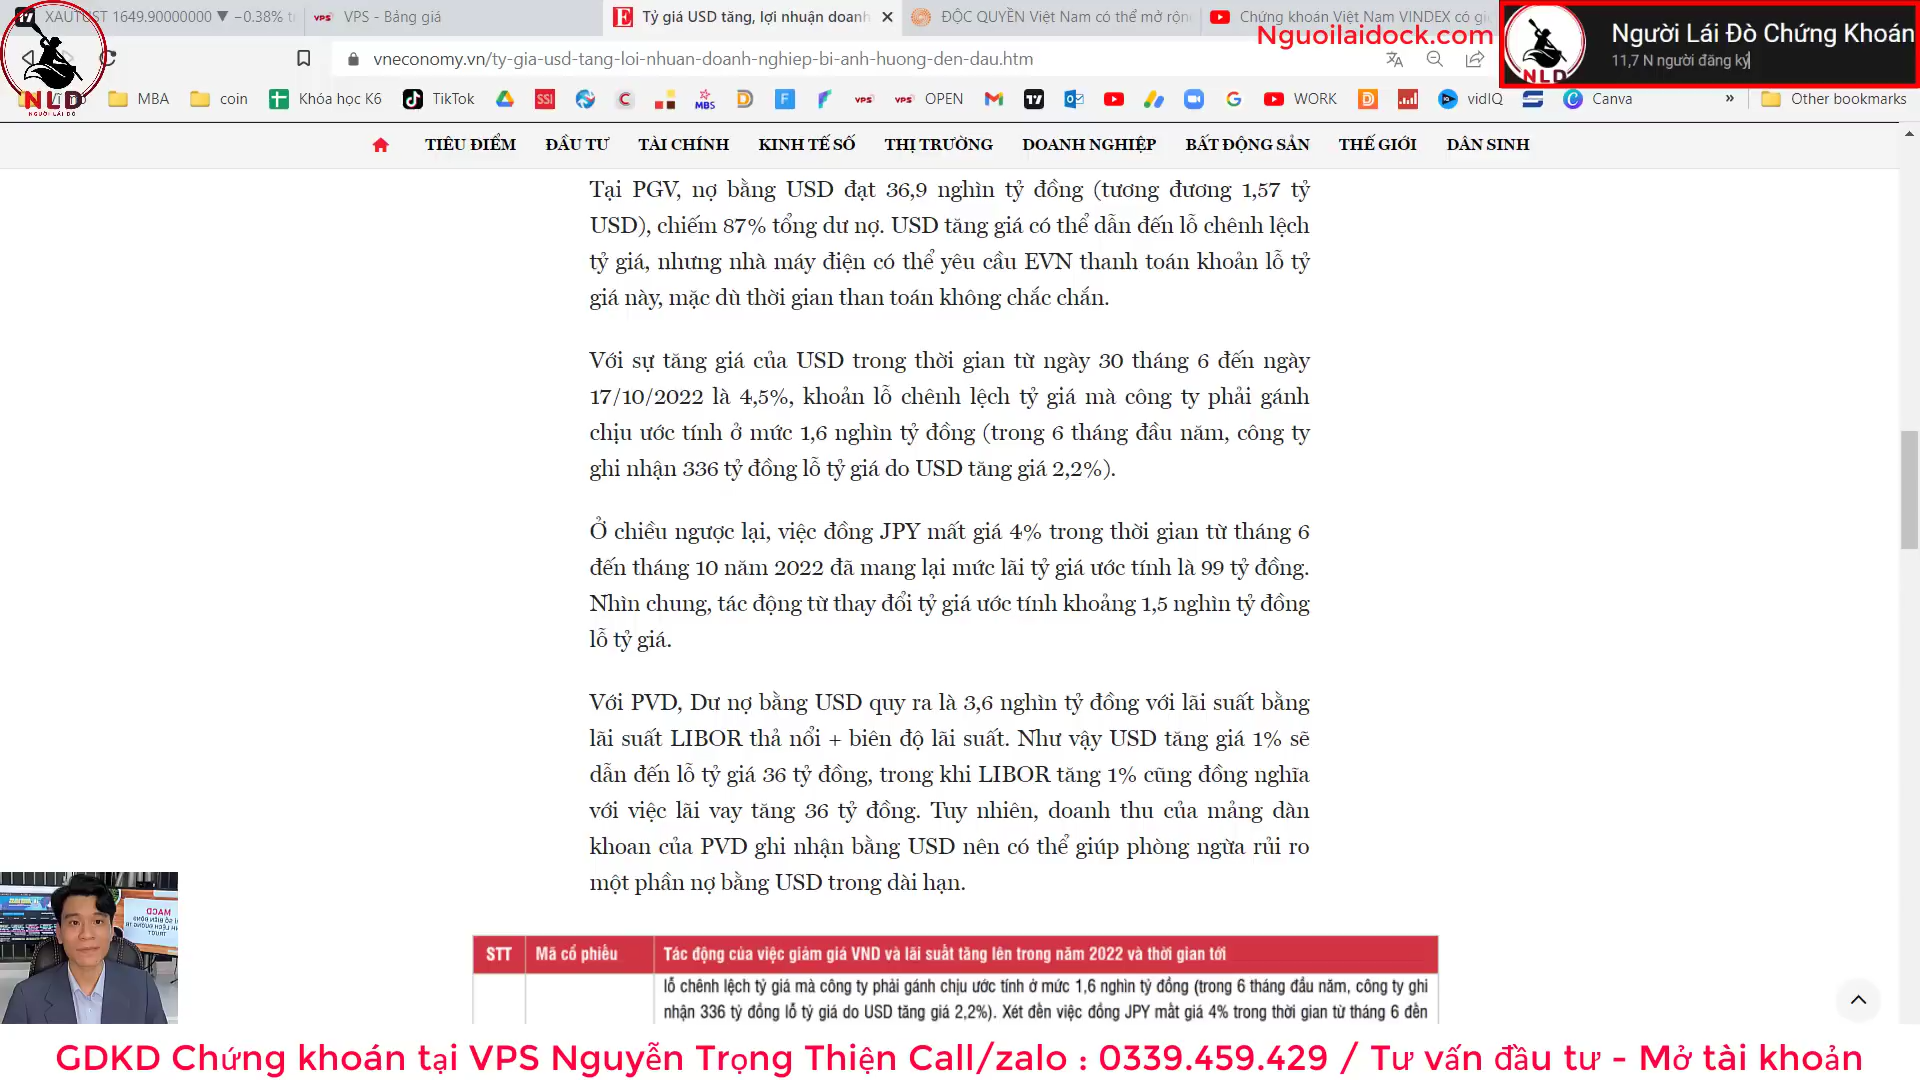 XAUTUST 1649.90000000 ▼ −0.38%
VPS - Bảng giá
Tỷ giá USD tăng, lợi nhuận doanh
ĐỘC QUYỀN Việt Nam có thể mở rộn
Chứng khoán Việt Nam VINDEX có gi
Nguoilaidock.com
Người Lái Đò Chứng Khoán
11,7 N người đăng ký
vneconomy.vn/ty-gia-usd-tang-loi-nhuan-doanh-nghiep-bi-anh-huong-den-dau.htm
NLD
NGƯỜI LÁI ĐÒ
NLD
MBA
coin
Khóa học K6
TikTok
SSI
MBS
OPEN
WORK
vidIQ
Canva
»
Other bookmarks
TIÊU ĐIỂM ĐẦU TƯ TÀI CHÍNH KINH TẾ SỐ THỊ TRƯỜNG DOANH NGHIỆP BẤT ĐỘNG SẢN THẾ GIỚI DÂN SINH
Tại PGV, nợ bằng USD đạt 36,9 nghìn tỷ đồng (tương đương 1,57 tỷ
USD), chiếm 87% tổng dư nợ. USD tăng giá có thể dẫn đến lỗ chênh lệch
tỷ giá, nhưng nhà máy điện có thể yêu cầu EVN thanh toán khoản lỗ tỷ
giá này, mặc dù thời gian than toán không chắc chắn.
Với sự tăng giá của USD trong thời gian từ ngày 30 tháng 6 đến ngày
17/10/2022 là 4,5%, khoản lỗ chênh lệch tỷ giá mà công ty phải gánh
chịu ước tính ở mức 1,6 nghìn tỷ đồng (trong 6 tháng đầu năm, công ty
ghi nhận 336 tỷ đồng lỗ tỷ giá do USD tăng giá 2,2%).
Ở chiều ngược lại, việc đồng JPY mất giá 4% trong thời gian từ tháng 6
đến tháng 10 năm 2022 đã mang lại mức lãi tỷ giá ước tính là 99 tỷ đồng.
Nhìn chung, tác động từ thay đổi tỷ giá ước tính khoảng 1,5 nghìn tỷ đồng
lỗ tỷ giá.
Với PVD, Dư nợ bằng USD quy ra là 3,6 nghìn tỷ đồng với lãi suất bằng
lãi suất LIBOR thả nổi + biên độ lãi suất. Như vậy USD tăng giá 1% sẽ
dẫn đến lỗ tỷ giá 36 tỷ đồng, trong khi LIBOR tăng 1% cũng đồng nghĩa
với việc lãi vay tăng 36 tỷ đồng. Tuy nhiên, doanh thu của mảng dàn
khoan của PVD ghi nhận bằng USD nên có thể giúp phòng ngừa rủi ro
một phần nợ bằng USD trong dài hạn.
STT Mã cổ phiếu Tác động của việc giảm giá VND và lãi suất tăng lên trong năm 2022 và thời gian tới
lỗ chênh lệch tỷ giá mà công ty phải gánh chịu ước tính ở mức 1,6 nghìn tỷ đồng (trong 6 tháng đầu năm, công ty ghi
nhận 336 tỷ đồng lỗ tỷ giá do USD tăng giá 2,2%). Xét đến việc đồng JPY mất giá 4% trong thời gian từ tháng 6 đến
MACD
GDKD Chứng khoán tại VPS Nguyễn Trọng Thiện Call/zalo : 0339.459.429 / Tư vấn đầu tư - Mở tài khoản